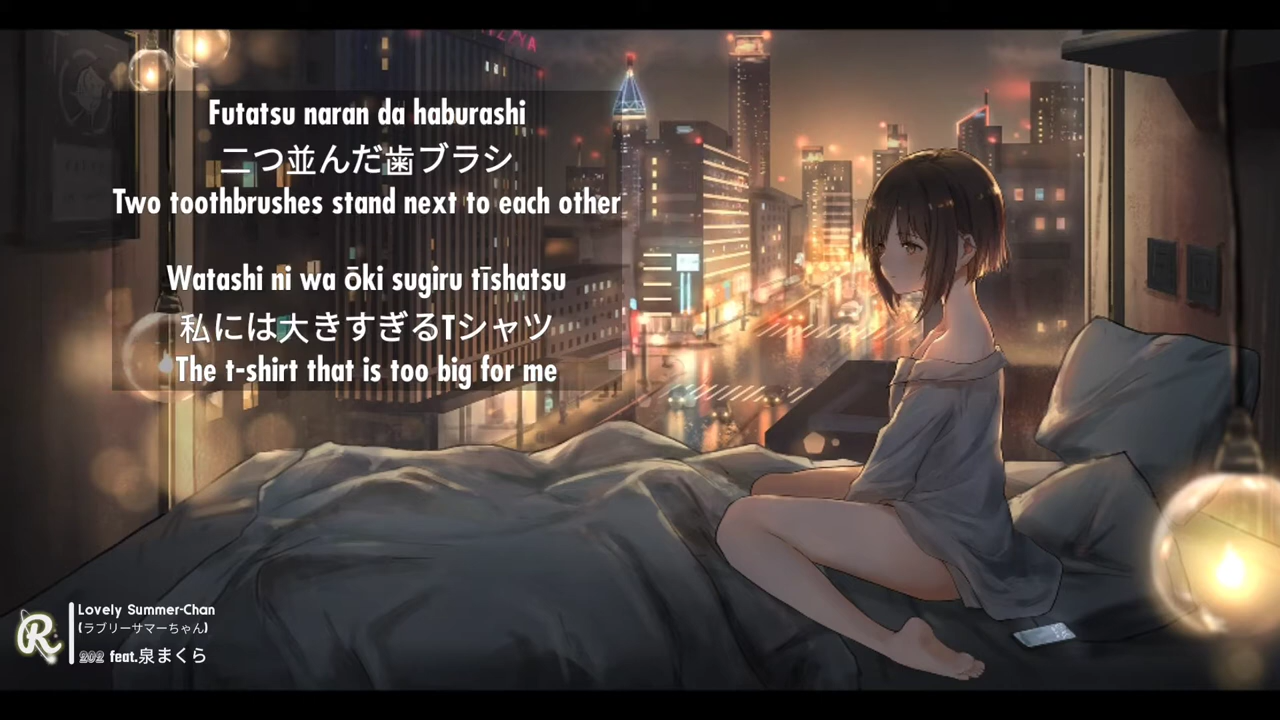 Futatsu naran da haburashi
二つ並んだ歯ブラシ
Two toothbrushes stand next to each other
Watashi ni wa ōki sugiru tīshatsu
私には大きすぎるTシャツ
The t-shirt that is too big for me
R
Lovely Summer-Chan
(ラブリーサマーちゃん)
202 feat.泉まくら